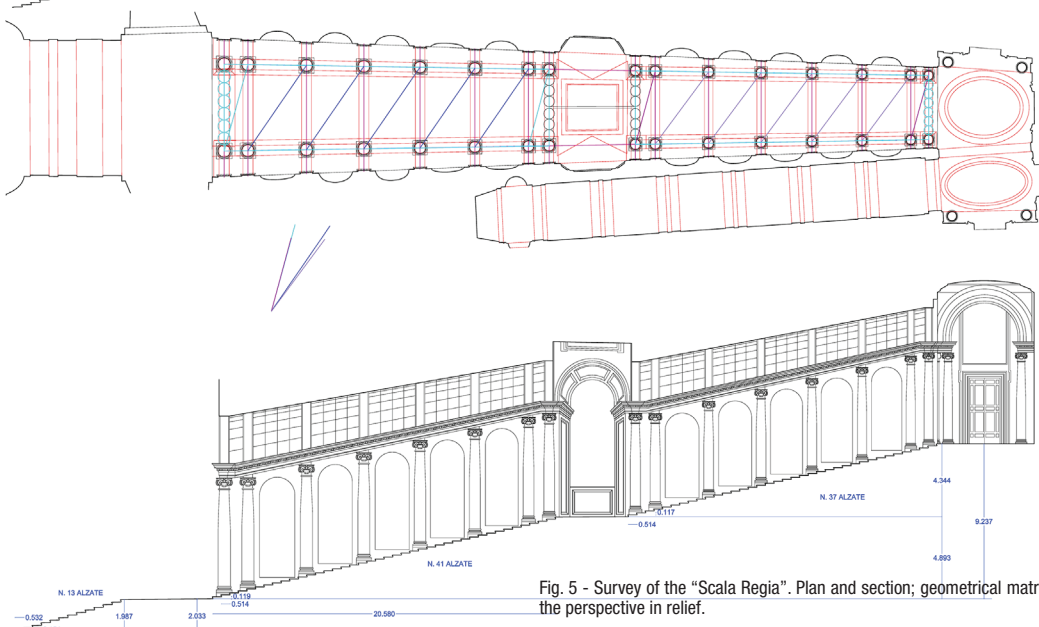 4.344
N. 37 ALZATE
0.117
0.514
9.237
4.893
N. 41 ALZATE
N. 13 ALZATE
0.119
0.514
0.532
1.987
2.033
20.580
Fig. 5 - Survey of the “Scala Regia”. Plan and section; geometrical matr
the perspective in relief.